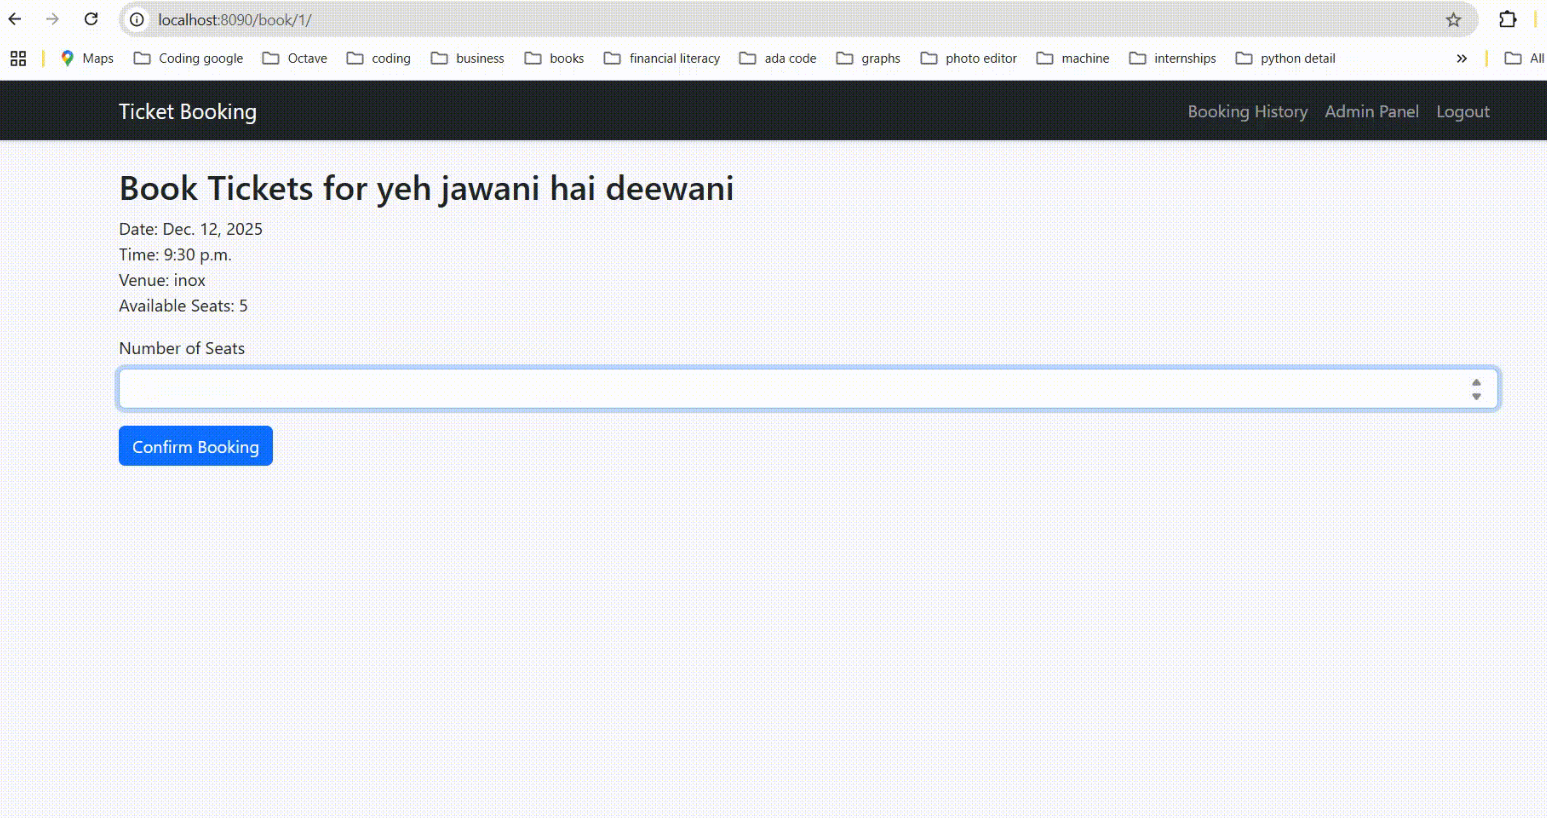 localhost:8090/book/1/
Maps Coding google Octave coding business books financial literacy ada code graphs photo editor machine internships python detail » All
Ticket Booking Booking History Admin Panel Logout
Book Tickets for yeh jawani hai deewani
Date: Dec. 12, 2025
Time: 9:30 p.m.
Venue: inox
Available Seats: 5
Number of Seats
Confirm Booking